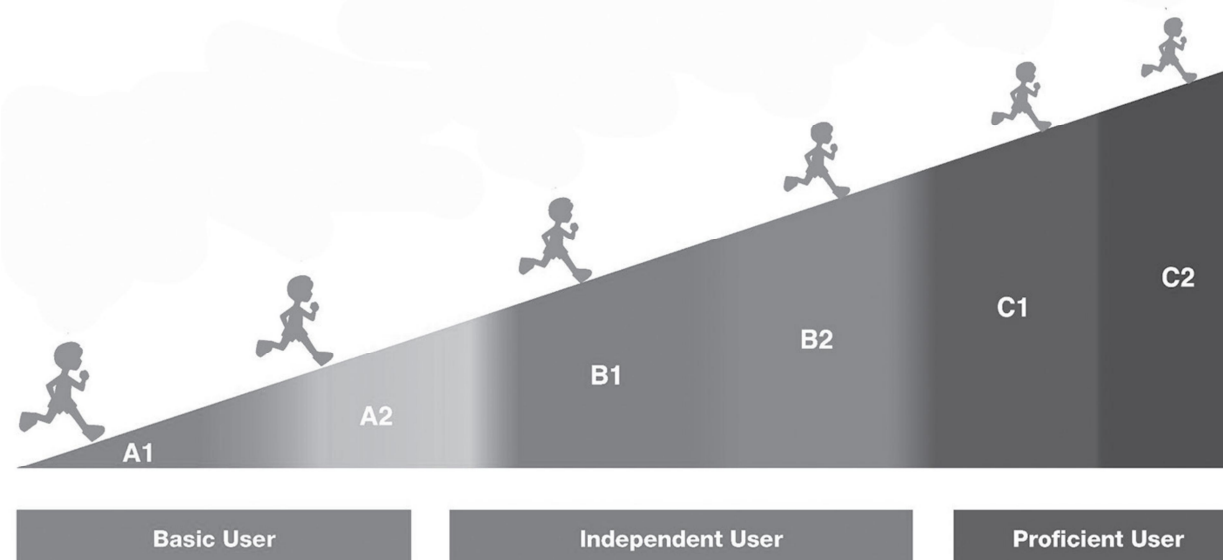 A1
A2
B1
B2
C1
C2
Basic User
Independent User
Proficient User